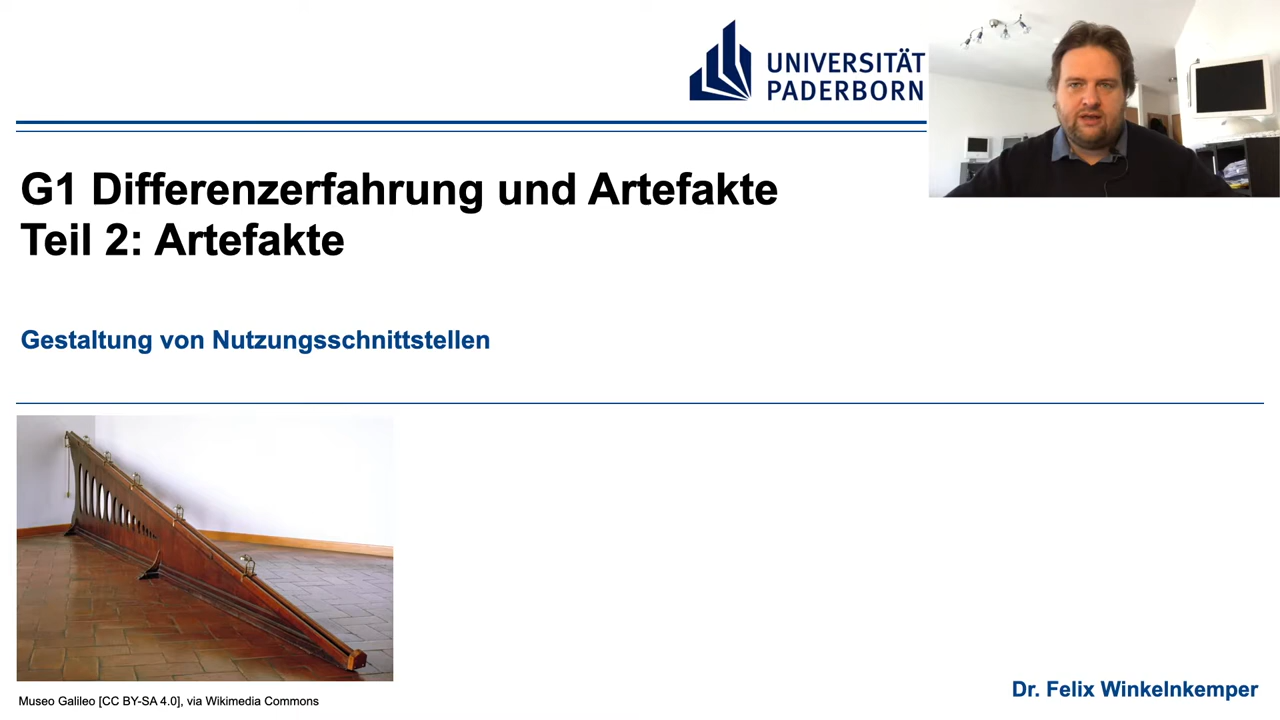 UNIVERSITÄT
PADERBORN
G1 Differenzerfahrung und Artefakte
Teil 2: Artefakte
Gestaltung von Nutzungsschnittstellen
Museo Galileo [CC BY-SA 4.0], via Wikimedia Commons
Dr. Felix Winkelnkemper